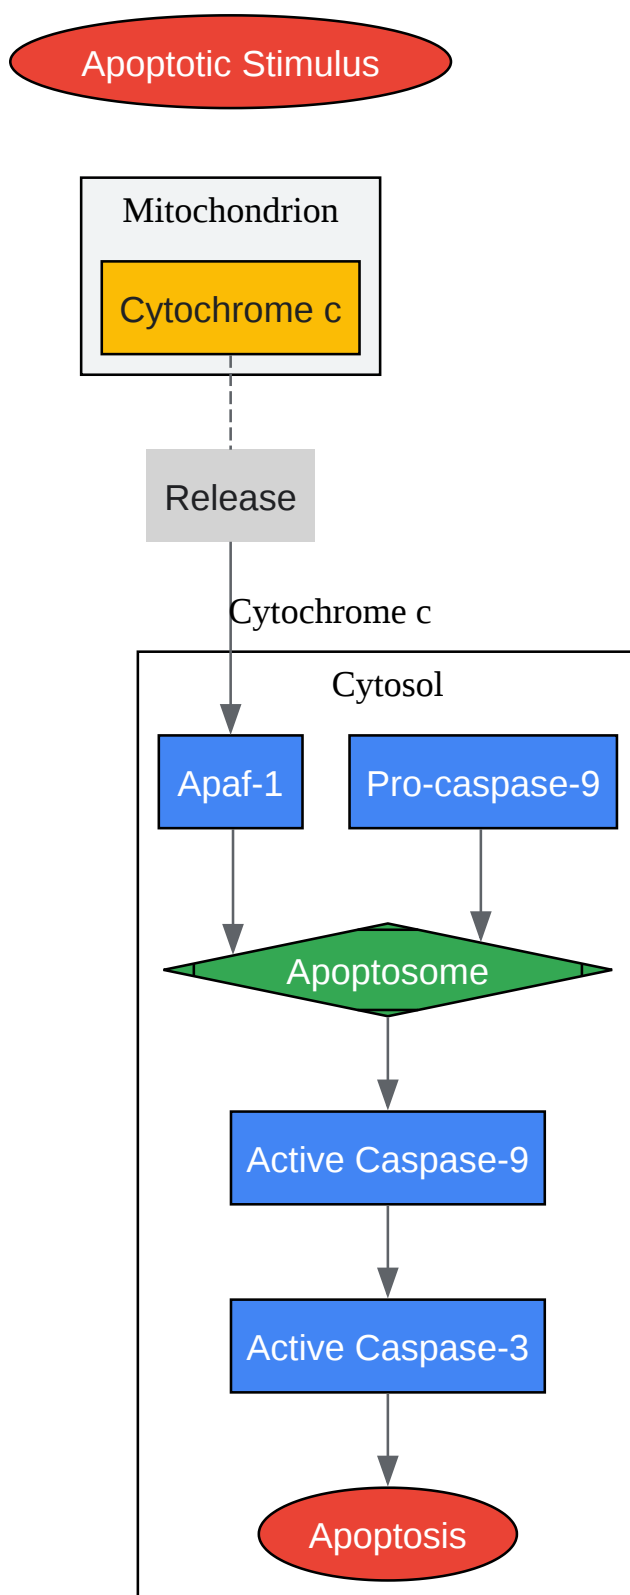 Apoptotic Stimulus
Mitochondrion
Cytochrome c
Release
Cytochrome c
Cytosol
Apaf-1
Pro-caspase-9
Apoptosome
Active Caspase-9
Active Caspase-3
Apoptosis